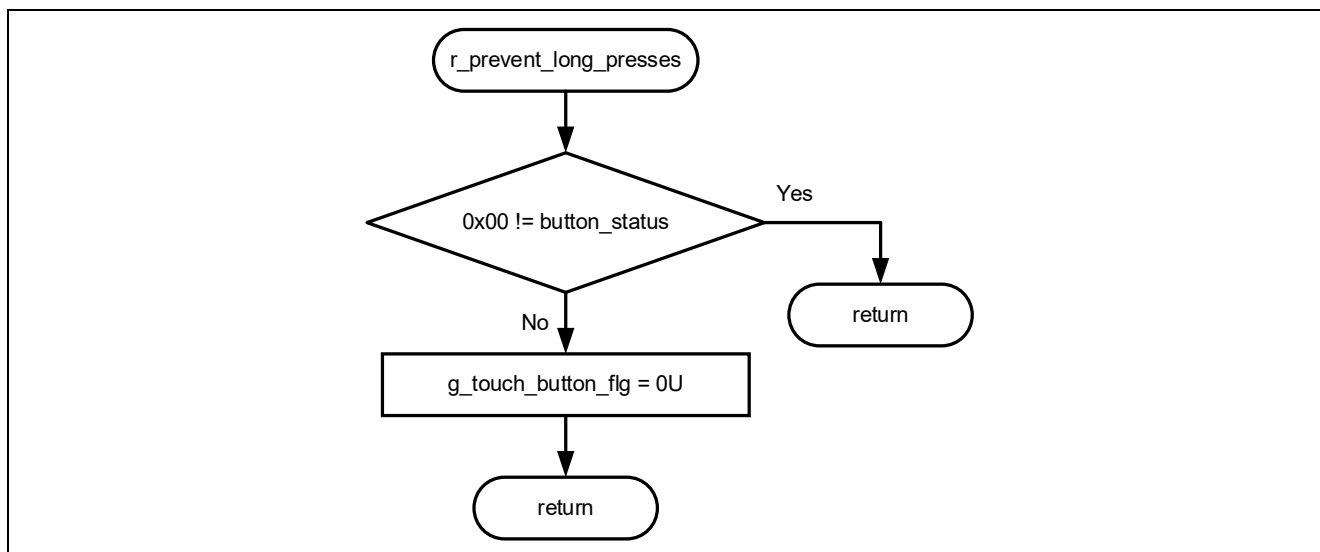 r_prevent_long_presses
0x00 != button_status
Yes
return
No
g_touch_button_flg = 0U
return